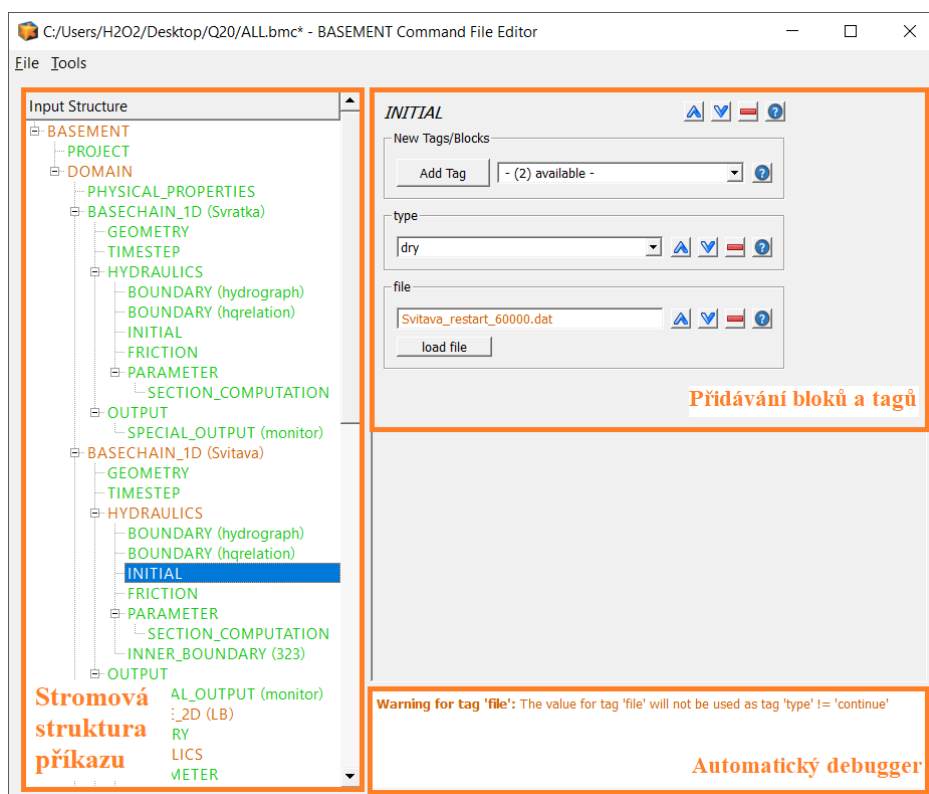 C:/Users/H2O2/Desktop/Q20/ALL.bmc* - BASEMENT Command File Editor
File Tools
Input Structure
BASEMENT
PROJECT
DOMAIN
PHYSICAL_PROPERTIES
BASECHAIN_1D (Svratka)
GEOMETRY
TIMESTEP
HYDRAULICS
BOUNDARY (hydrograph)
BOUNDARY (hqrelation)
INITIAL
FRICTION
PARAMETER
SECTION_COMPUTATION
OUTPUT
SPECIAL_OUTPUT (monitor)
BASECHAIN_1D (Svitava)
GEOMETRY
TIMESTEP
HYDRAULICS
BOUNDARY (hydrograph)
BOUNDARY (hqrelation)
INITIAL
FRICTION
PARAMETER
SECTION_COMPUTATION
INNER_BOUNDARY (323)
OUTPUT
AL_OUTPUT (monitor)
E_2D (LB)
RY
LICS
METER
Stromová
struktura
příkazu
INITIAL
New Tags/Blocks
Add Tag - (2) available -
type
dry
file
Svitava_restart_60000.dat
load file
Přidávání bloků a tagů
Warning for tag 'file': The value for tag 'file' will not be used as tag 'type' != 'continue'
Automatický debugger